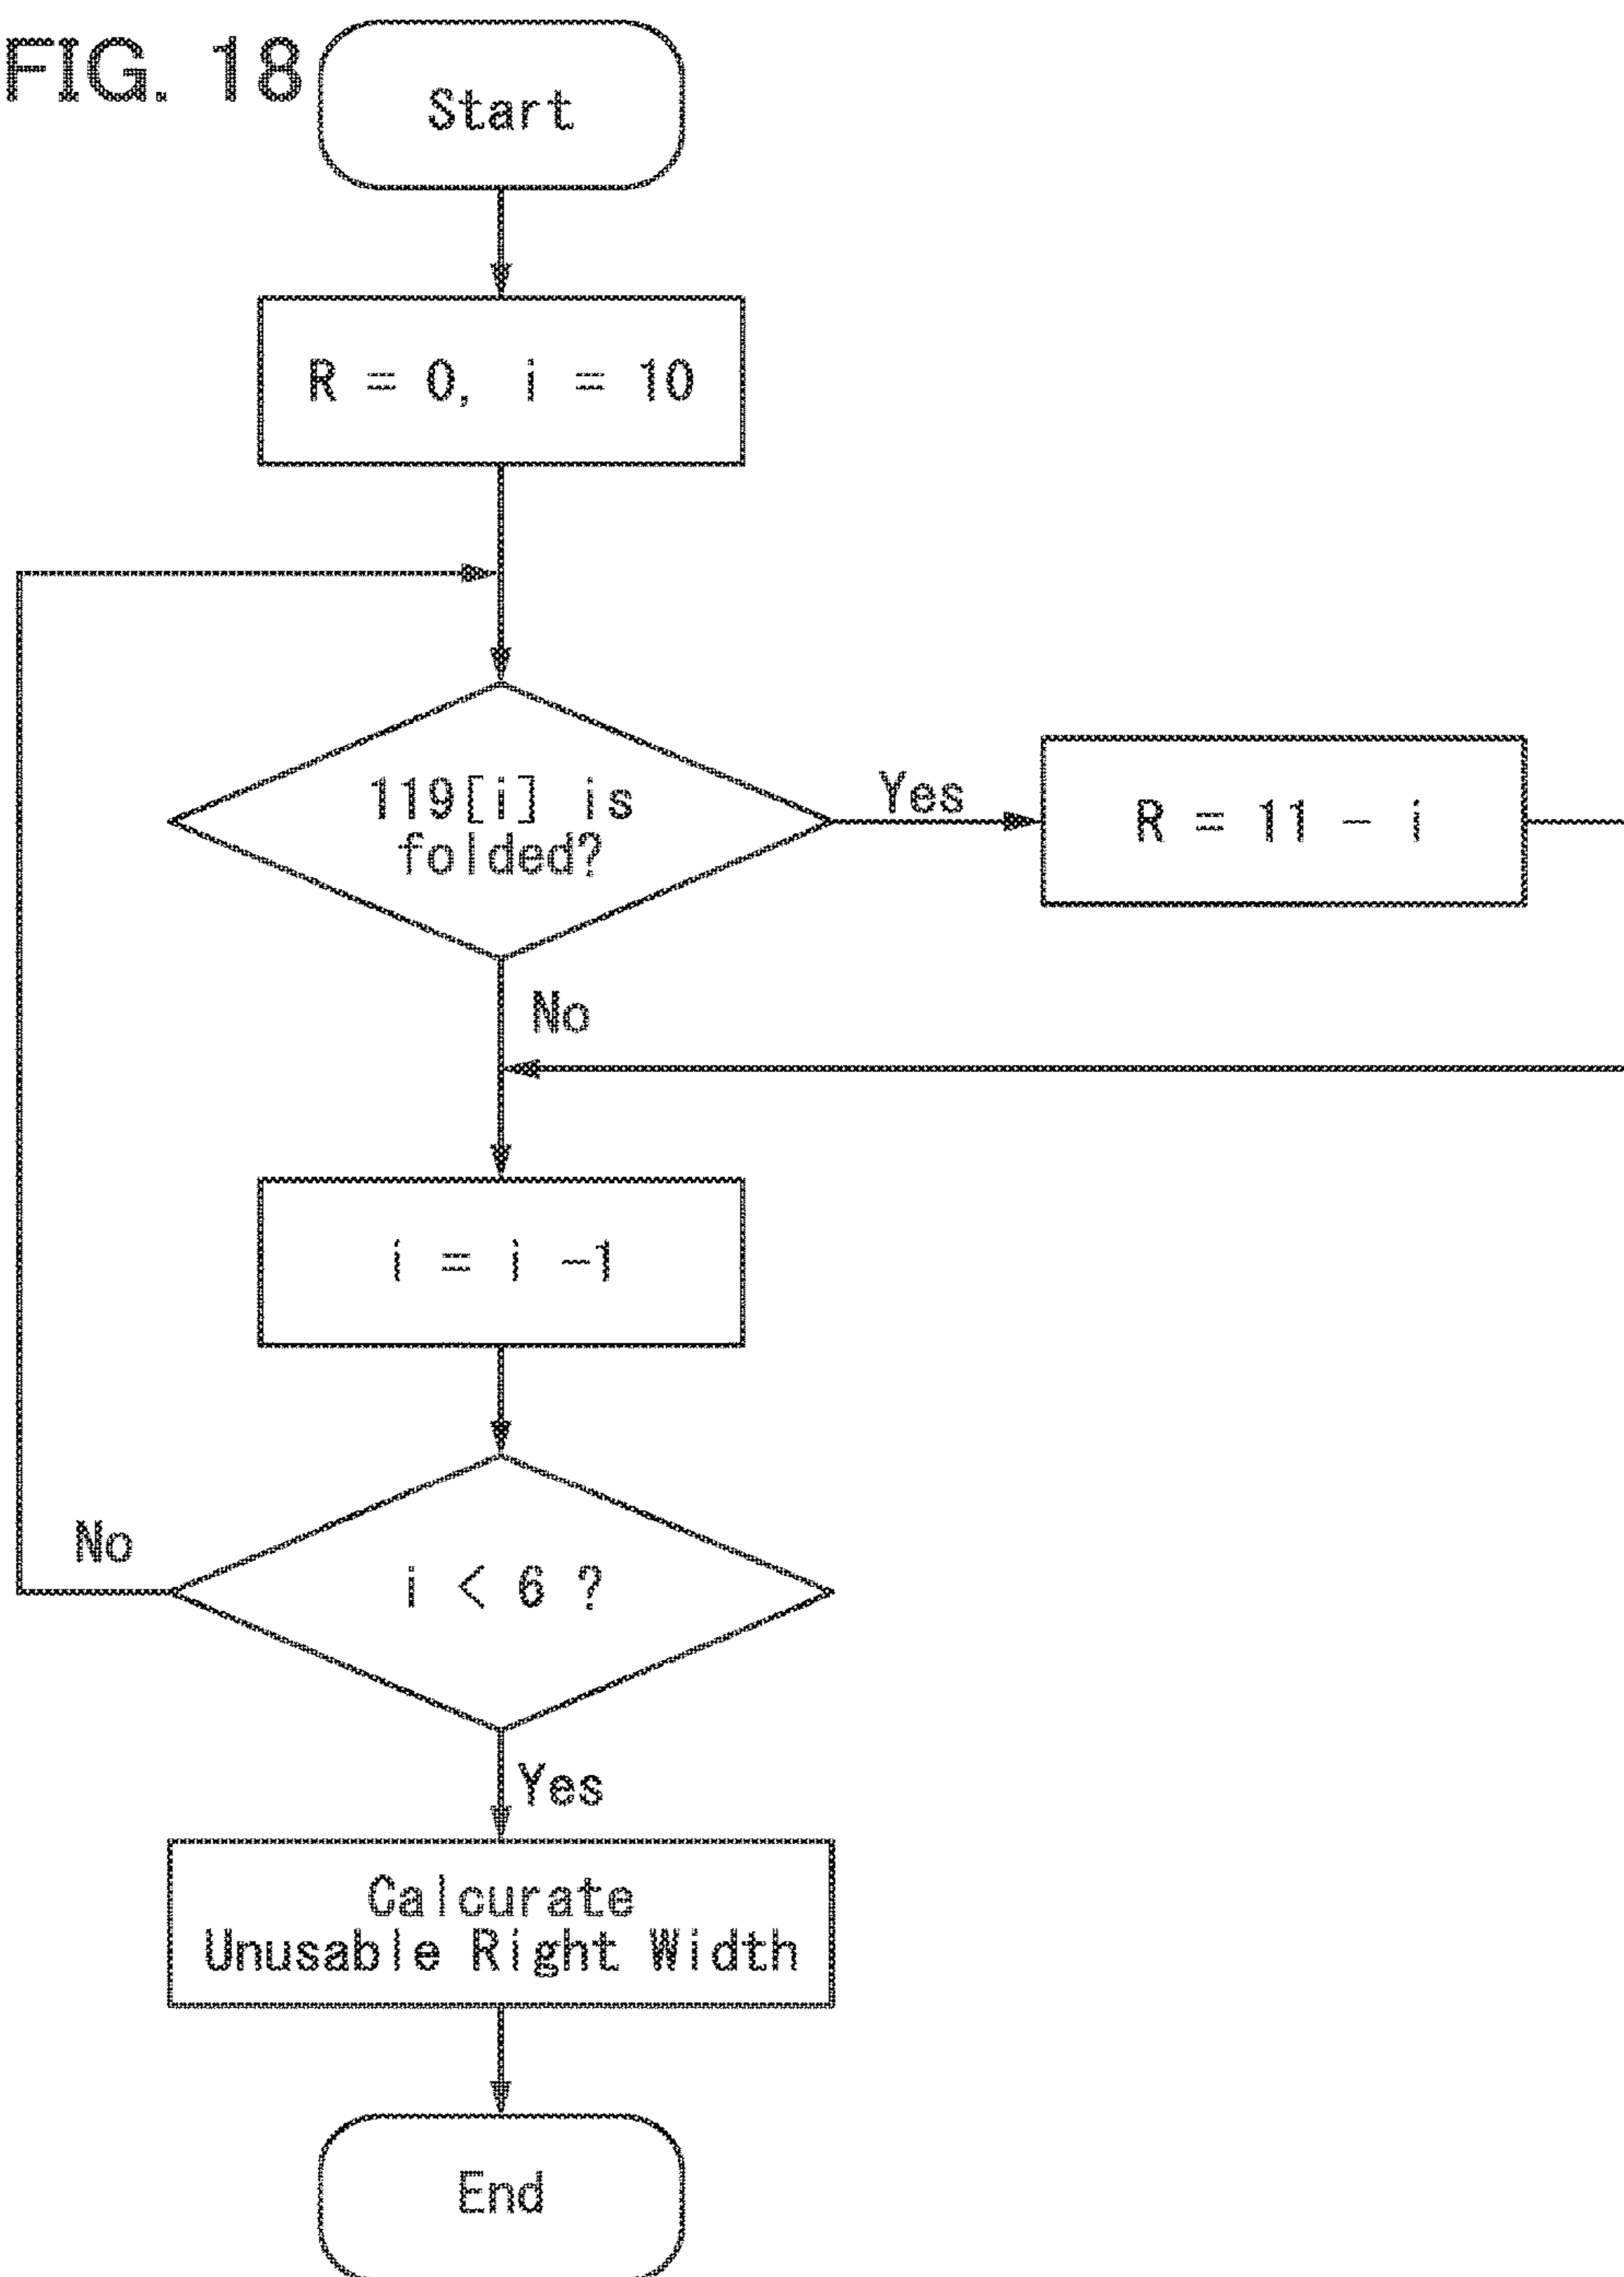 FIG. 18
Start
R = 0, i = 10
119[i] is
folded?
Yes
R = 11 - i
No
i = i -1
i < 6 ?
No
Yes
Calcurate
Unusable Right Width
End